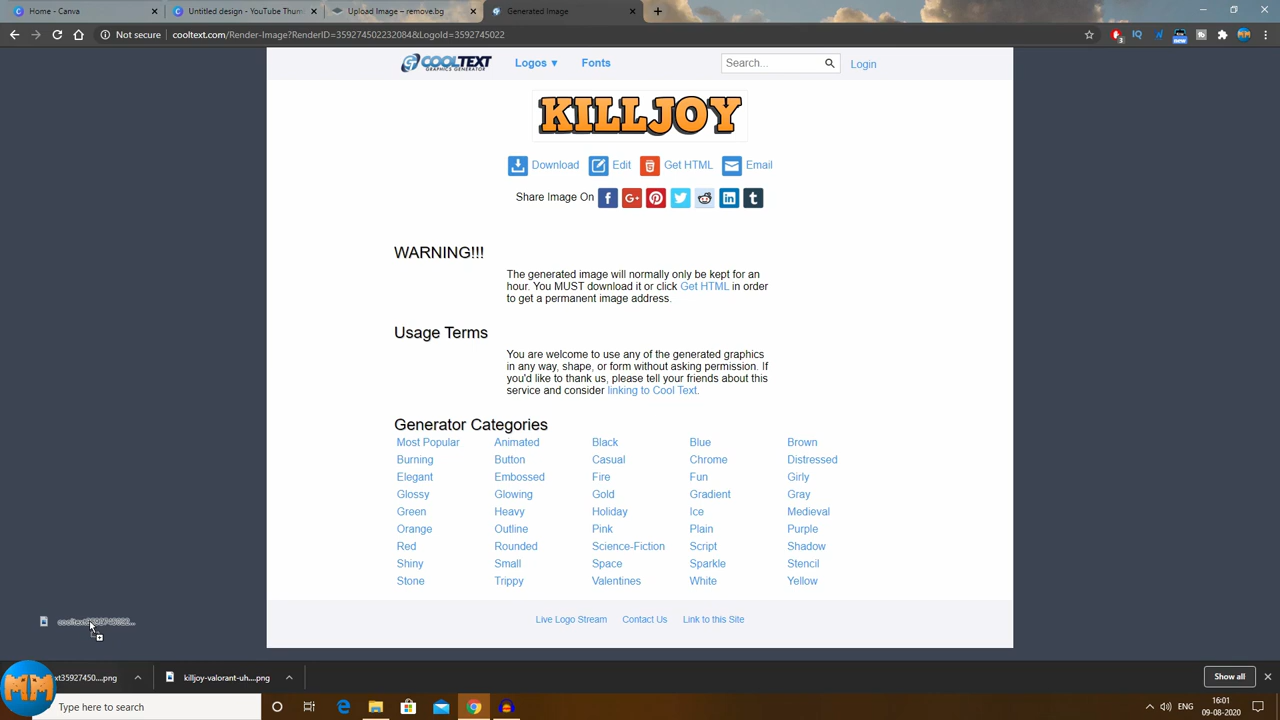 Home - Canva
Untitled design - YouTube Thum
Upload Image
Generated Image
Not secure
cooltext.com/Render-Image?RenderID=359274502232084&LogoId=3592745022
COOLTEXT
GRAPHICS GENERATOR
Logos ▼
Fonts
Search...
Login
KILLJOY
Download
Edit
Get HTML
Email
Share Image On
WARNING!!!
The generated image will normally only be kept for an
hour. You MUST download it or click Get HTML in order
to get a permanent image address.
Usage Terms
You are welcome to use any of the generated graphics
in any way, shape, or form without asking permission. If
you'd like to thank us, please tell your friends about this
service and consider linking to Cool Text.
Generator Categories
Most Popular Animated Black Blue Brown
Burning Button Casual Chrome Distressed
Elegant Embossed Fire Fun Girly
Glossy Glowing Gold Gradient Gray
Green Heavy Holiday Ice Medieval
Orange Outline Pink Plain Purple
Red Rounded Science-Fiction Script Shadow
Shiny Small Space Sparkle Stencil
Stone Trippy Valentines White Yellow
Live Logo Stream Contact Us Link to this Site
ext35927450....png
killjoy-valorant-uh....png
Show all
MM
Type here to search
ENG
16:01
09-08-2020